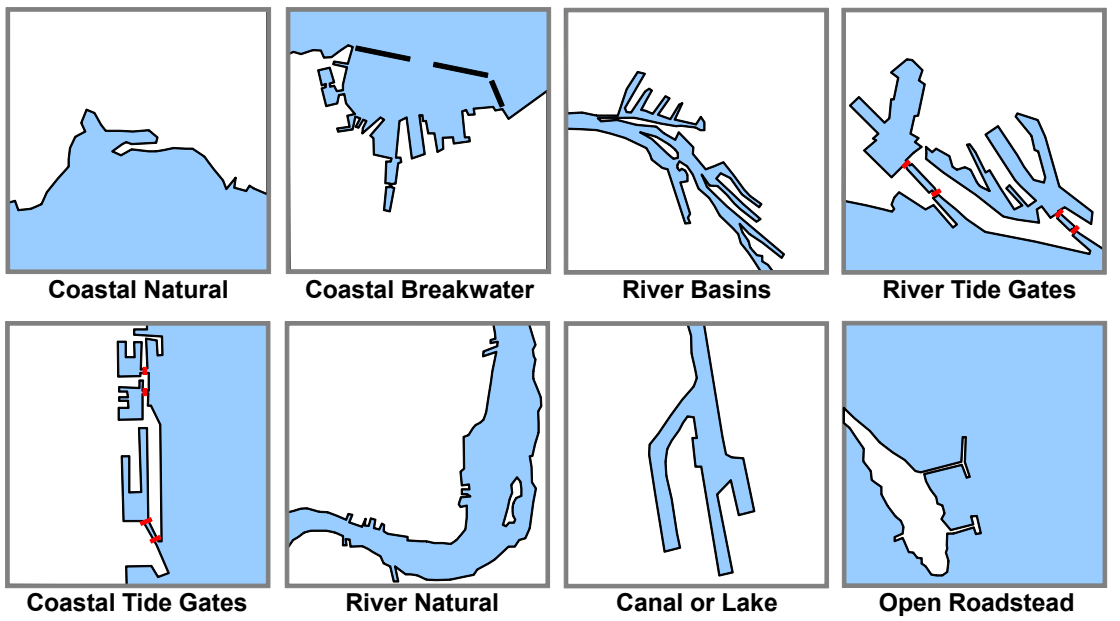 Coastal Natural
Coastal Breakwater
River Basins
River Tide Gates
Coastal Tide Gates
River Natural
Canal or Lake
Open Roadstead